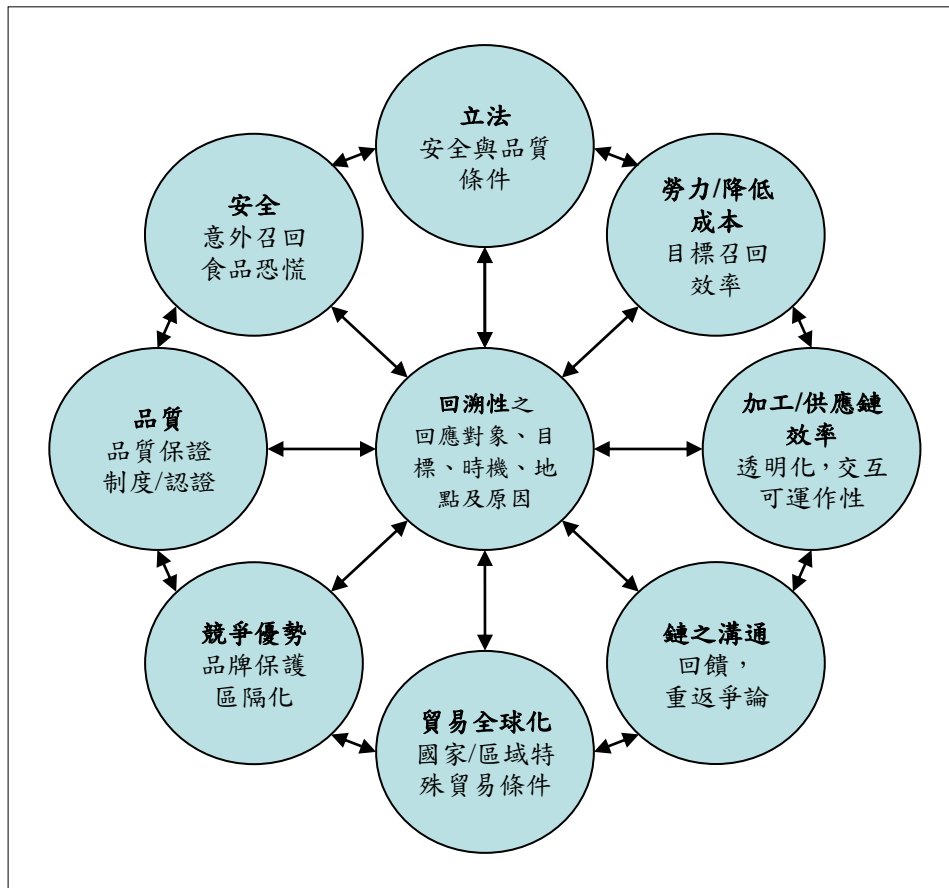 立法
安全與品質
條件
安全
意外召回
食品恐慌
勞力/降低
成本
目標召回
效率
品質
品質保證
制度/認證
回溯性之
回應對象、目
標、時機、地
點及原因
加工/供應鏈
效率
透明化，交互
可運作性
競爭優勢
品牌保護
區隔化
鏈之溝通
回饋，
重返爭論
貿易全球化
國家/區域特
殊貿易條件